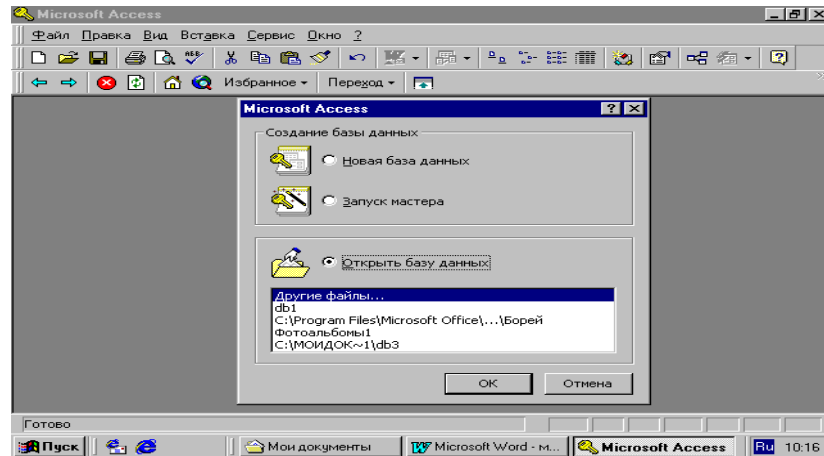 Microsoft Access
Файл Правка Вид Вставка Сервис Окно ?
Избранное Переход
Microsoft Access
Создание базы данных
Новая база данных
Запуск мастера
Открыть базу данных
Другие файлы...
db1
C:\Program Files\Microsoft Office\...\Борей
Фотоальбомы1
C:\МОИДОК~1\db3
ОК Отмена
Готово
Пуск Мои документы Microsoft Word - м... Microsoft Access Ru 10:16